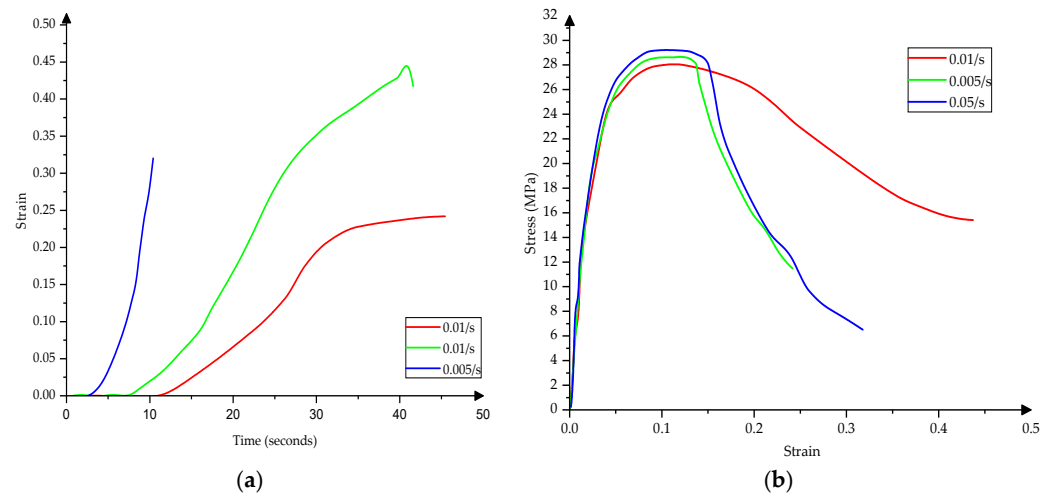 0.50
0.45
0.40
0.35
0.30
0.25
0.20
0.15
0.10
0.05
0.00
Strain
0 10 20 30 40 50
Time (seconds)
0.01/s
0.01/s
0.005/s
(a)
32
30
28
26
24
22
20
18
16
14
12
10
8
6
4
2
0
Stress (MPa)
0.0 0.1 0.2 0.3 0.4 0.5
Strain
0.01/s
0.005/s
0.05/s
(b)